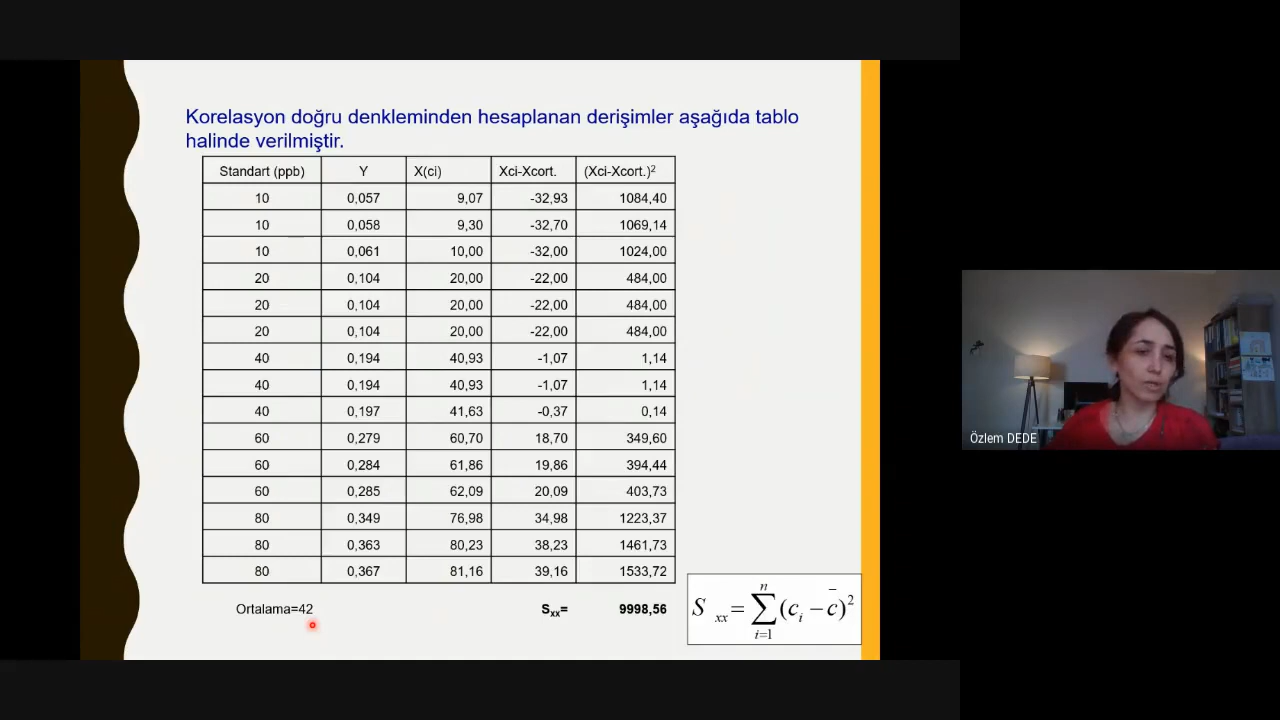 Korelasyon doğru denkleminden hesaplanan derişimler aşağıda tablo
halinde verilmiştir.
Standart (ppb) Y X(ci) Xci-Xcort. (Xci-Xcort.)²
10 0,057 9,07 -32,93 1084,40
10 0,058 9,30 -32,70 1069,14
10 0,061 10,00 -32,00 1024,00
20 0,104 20,00 -22,00 484,00
20 0,104 20,00 -22,00 484,00
20 0,104 20,00 -22,00 484,00
40 0,194 40,93 -1,07 1,14
40 0,194 40,93 -1,07 1,14
40 0,197 41,63 -0,37 0,14
60 0,279 60,70 18,70 349,60
60 0,284 61,86 19,86 394,44
60 0,285 62,09 20,09 403,73
80 0,349 76,98 34,98 1223,37
80 0,363 80,23 38,23 1461,73
80 0,367 81,16 39,16 1533,72
Ortalama=42 Sxx= 9998,56
S xx = ∑ i=1 n (ci − c̄)²
Özlem DEDE